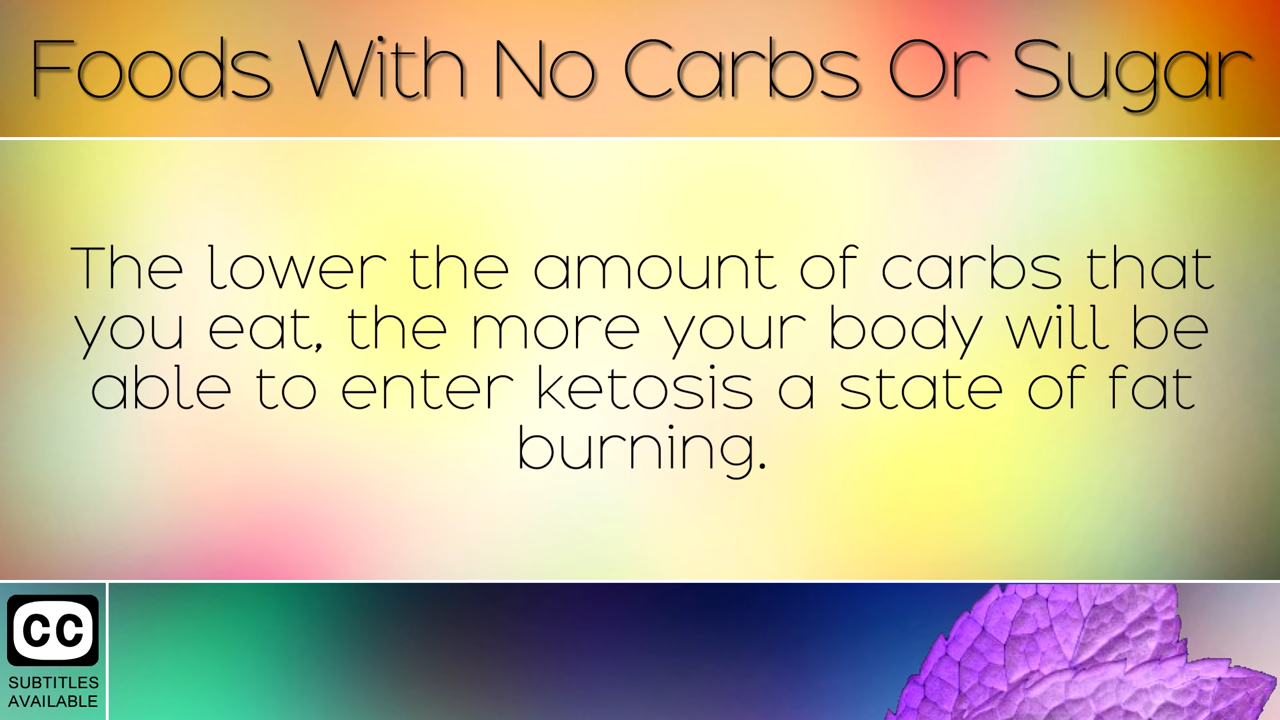 Foods With No Carbs Or Sugar
The lower the amount of carbs that
you eat, the more your body will be
able to enter ketosis a state of fat
burning.
CC
SUBTITLES
AVAILABLE